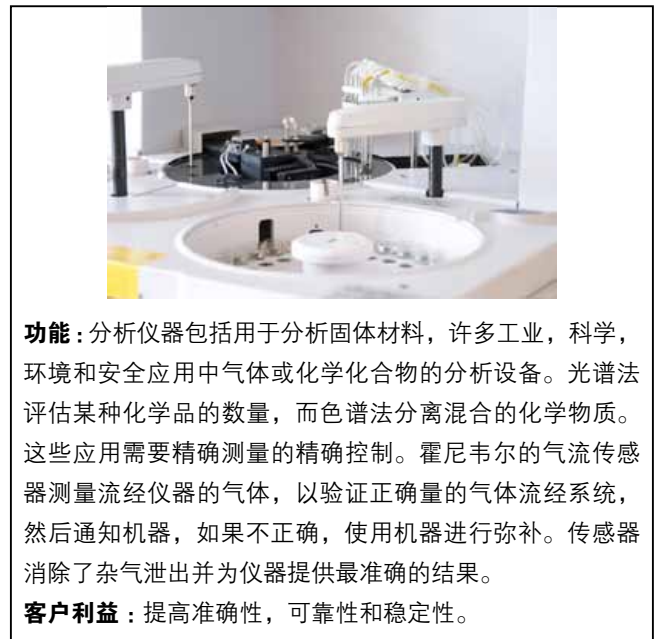 功能 : 分析仪器包括用于分析固体材料，许多工业，科学，
环境和安全应用中气体或化学化合物的分析设备。光谱法
评估某种化学品的数量，而色谱法分离混合的化学物质。
这些应用需要精确测量的精确控制。霍尼韦尔的气流传感
器测量流经仪器的气体，以验证正确量的气体流经系统，
然后通知机器，如果不正确，使用机器进行弥补。传感器
消除了杂气泄出并为仪器提供最准确的结果。
客户利益 : 提高准确性，可靠性和稳定性。